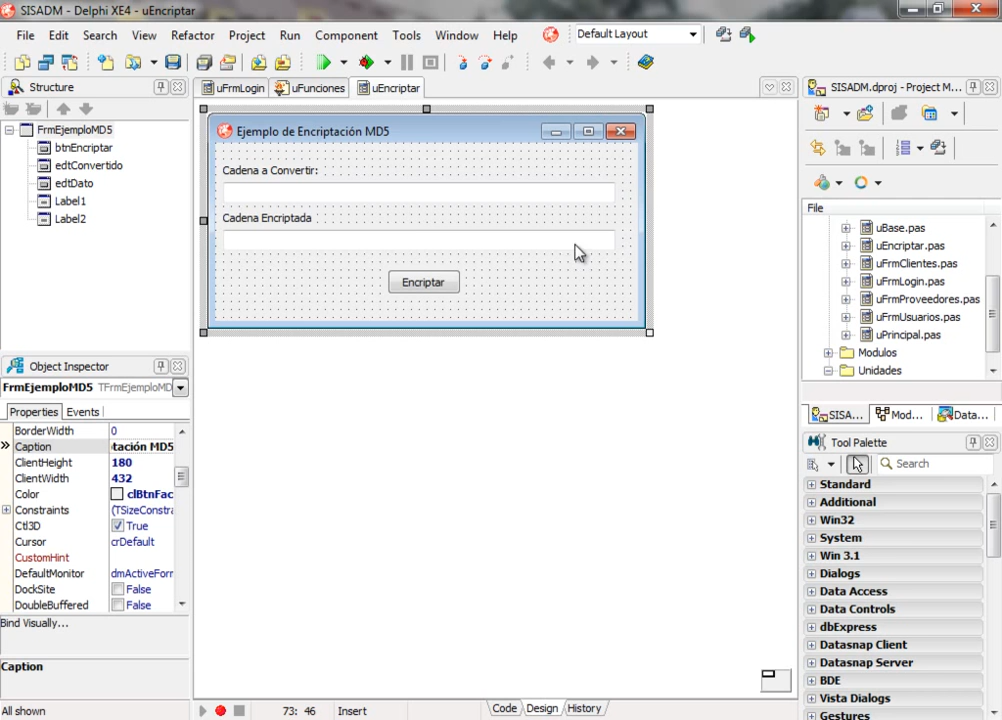 SISADM - Delphi XE4 - uEncriptar
File Edit Search View Refactor Project Run Component Tools Window Help Default Layout
Structure
FrmEjemploMD5
btnEncriptar
edtConvertido
edtDato
Label1
Label2
Object Inspector
FrmEjemploMD5 TFrmEjemploMD
Properties Events
BorderWidth 0
Caption tación MD5
ClientHeight 180
ClientWidth 432
Color clBtnFac
Constraints (TSizeConstra
Ctl3D True
Cursor crDefault
CustomHint
DefaultMonitor dmActiveForr
DockSite False
DoubleBuffered False
Bind Visually...
Caption
All shown
uFrmLogin uFunciones uEncriptar
Ejemplo de Encriptación MD5
Cadena a Convertir:
Cadena Encriptada
Encriptar
73: 46 Insert Code Design History
SISADM.dproj - Project M...
File
uBase.pas
uEncriptar.pas
uFrmClientes.pas
uFrmLogin.pas
uFrmProveedores.pas
uFrmUsuarios.pas
uPrincipal.pas
Modulos
Unidades
SISA... Mod... Data...
Tool Palette
Search
Standard
Additional
Win32
System
Win 3.1
Dialogs
Data Access
Data Controls
dbExpress
Datasnap Client
Datasnap Server
BDE
Vista Dialogs
Gestures